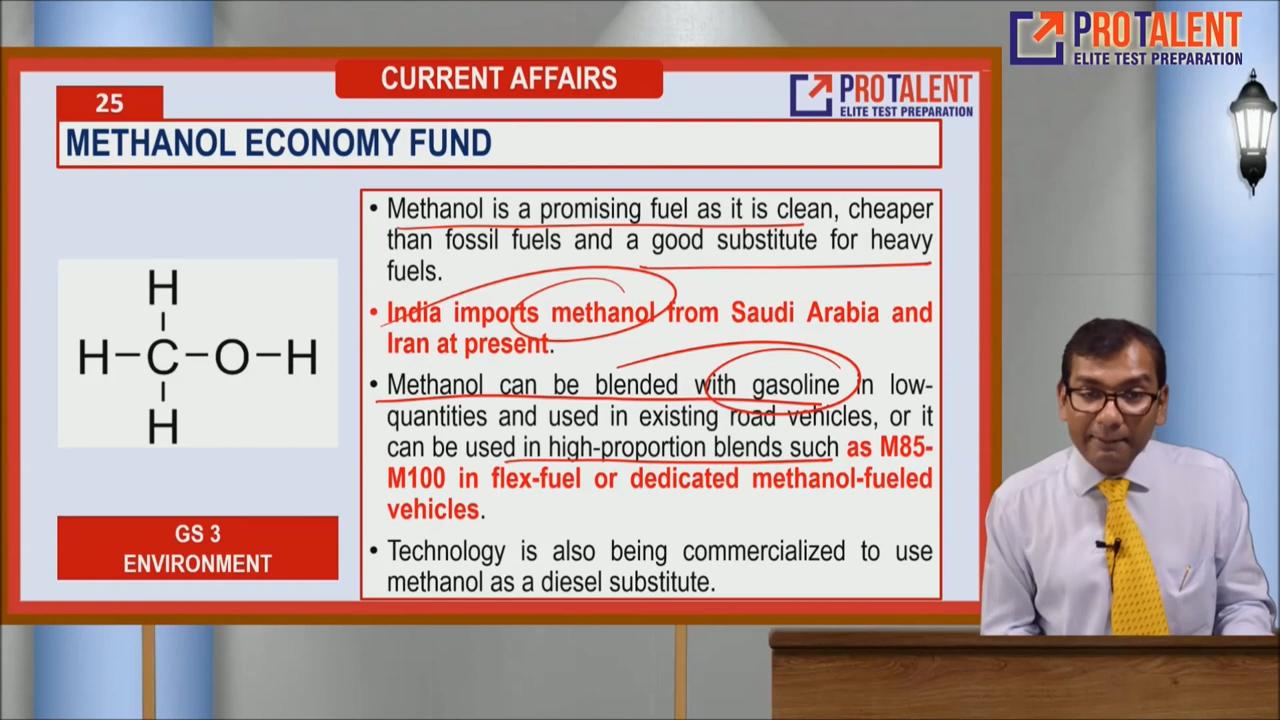 PROTALENT
ELITE TEST PREPARATION
CURRENT AFFAIRS
PROTALENT
ELITE TEST PREPARATION
25
METHANOL ECONOMY FUND
• Methanol is a promising fuel as it is clean, cheaper
than fossil fuels and a good substitute for heavy
fuels.
• India imports methanol from Saudi Arabia and
Iran at present.
• Methanol can be blended with gasoline in low-
quantities and used in existing road vehicles, or it
can be used in high-proportion blends such as M85-
M100 in flex-fuel or dedicated methanol-fueled
vehicles.
• Technology is also being commercialized to use
methanol as a diesel substitute.
H
H-C-O-H
H
GS 3
ENVIRONMENT